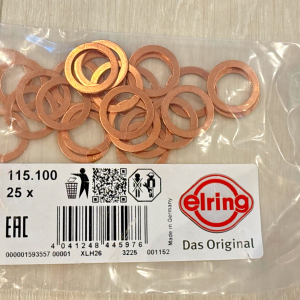 115.100
25 x
elring
Das Original
EAC
Made in Germany
4 041248 445976
000001593557 00001 XLH26 3225 001152